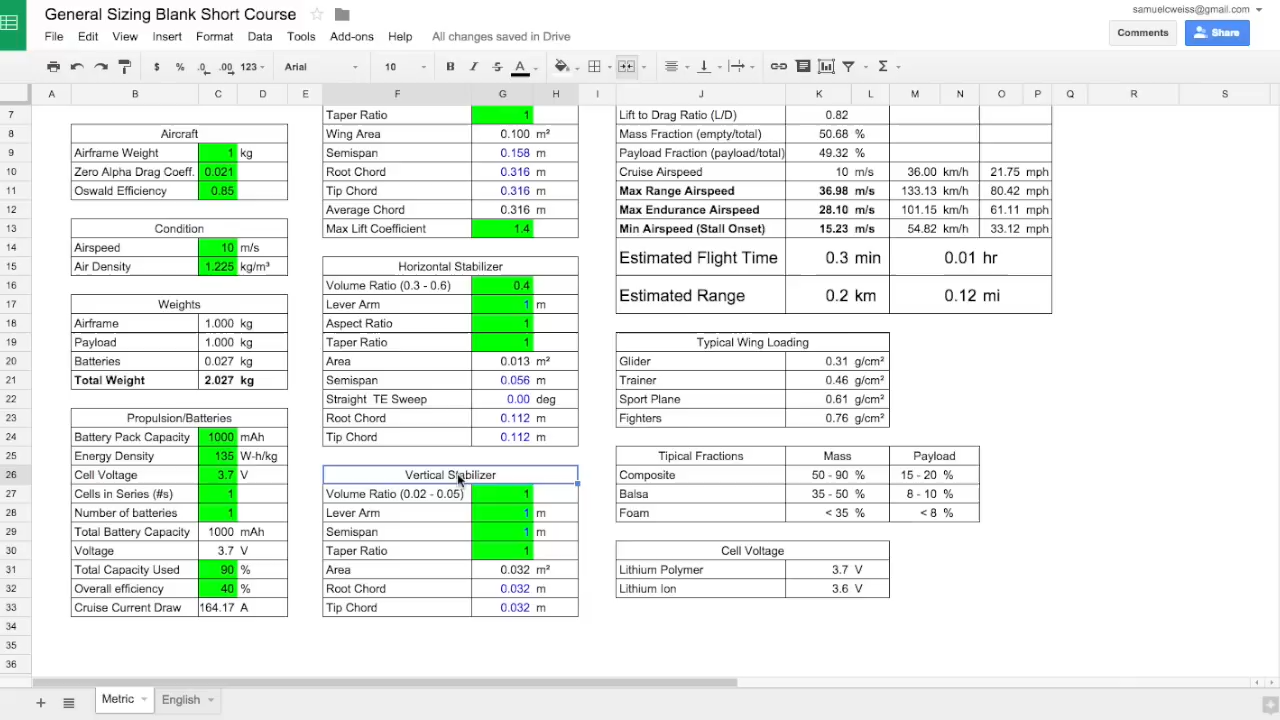 General Sizing Blank Short Course
samuelcweiss@gmail.com
File Edit View Insert Format Data Tools Add-ons Help All changes saved in Drive
Comments Share
$ % .0 .00 123 Arial 10 B I S A Σ
A B C D E F G H I J K L M N O P Q R S
7 Taper Ratio 1 Lift to Drag Ratio (L/D) 0.82
8 Aircraft Wing Area 0.100 m² Mass Fraction (empty/total) 50.68 %
9 Airframe Weight 1 kg Semispan 0.158 m Payload Fraction (payload/total) 49.32 %
10 Zero Alpha Drag Coeff. 0.021 Root Chord 0.316 m Cruise Airspeed 10 m/s 36.00 km/h 21.75 mph
11 Oswald Efficiency 0.85 Tip Chord 0.316 m Max Range Airspeed 36.98 m/s 133.13 km/h 80.42 mph
12 Average Chord 0.316 m Max Endurance Airspeed 28.10 m/s 101.15 km/h 61.11 mph
13 Condition Max Lift Coefficient 1.4 Min Airspeed (Stall Onset) 15.23 m/s 54.82 km/h 33.12 mph
14 Airspeed 10 m/s Estimated Flight Time 0.3 min 0.01 hr
15 Air Density 1.225 kg/m³ Horizontal Stabilizer
16 Volume Ratio (0.3 - 0.6) 0.4 Estimated Range 0.2 km 0.12 mi
17 Weights Lever Arm 1 m
18 Airframe 1.000 kg Aspect Ratio 1
19 Payload 1.000 kg Taper Ratio 1 Typical Wing Loading
20 Batteries 0.027 kg Area 0.013 m² Glider 0.31 g/cm²
21 Total Weight 2.027 kg Semispan 0.056 m Trainer 0.46 g/cm²
22 Straight TE Sweep 0.00 deg Sport Plane 0.61 g/cm²
23 Propulsion/Batteries Root Chord 0.112 m Fighters 0.76 g/cm²
24 Battery Pack Capacity 1000 mAh Tip Chord 0.112 m
25 Energy Density 135 W-h/kg Tipical Fractions Mass Payload
26 Cell Voltage 3.7 V Vertical Stabilizer Composite 50 - 90 % 15 - 20 %
27 Cells in Series (#s) 1 Volume Ratio (0.02 - 0.05) 1 Balsa 35 - 50 % 8 - 10 %
28 Number of batteries 1 Lever Arm 1 m Foam < 35 % < 8 %
29 Total Battery Capacity 1000 mAh Semispan 1 m
30 Voltage 3.7 V Taper Ratio 1 Cell Voltage
31 Total Capacity Used 90 % Area 0.032 m² Lithium Polymer 3.7 V
32 Overall efficiency 40 % Root Chord 0.032 m Lithium Ion 3.6 V
33 Cruise Current Draw 164.17 A Tip Chord 0.032 m
34
35
36
Metric English